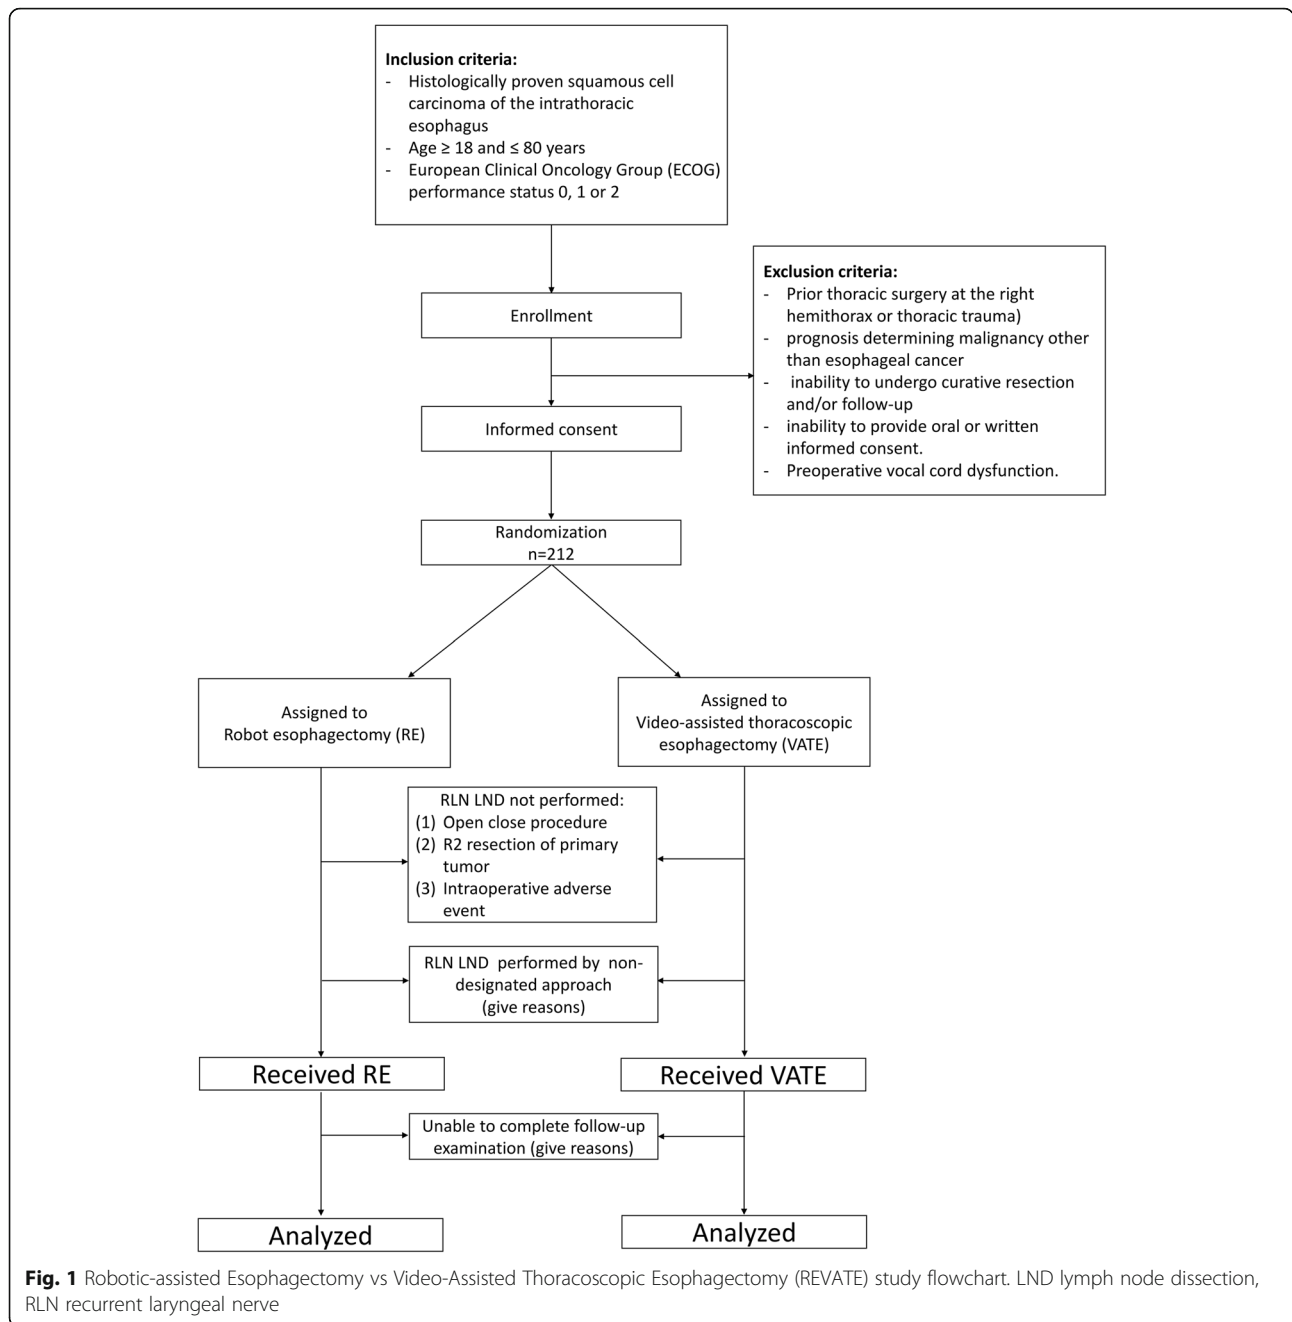 Inclusion criteria:
- Histologically proven squamous cell
carcinoma of the intrathoracic
esophagus
- Age ≥ 18 and ≤ 80 years
- European Clinical Oncology Group (ECOG)
performance status 0, 1 or 2
Enrollment
Exclusion criteria:
- Prior thoracic surgery at the right
hemithorax or thoracic trauma)
- prognosis determining malignancy other
than esophageal cancer
- inability to undergo curative resection
and/or follow-up
- inability to provide oral or written
informed consent.
- Preoperative vocal cord dysfunction.
Informed consent
Randomization
n=212
Assigned to
Robot esophagectomy (RE)
Assigned to
Video-assisted thoracoscopic
esophagectomy (VATE)
RLN LND not performed:
(1) Open close procedure
(2) R2 resection of primary
tumor
(3) Intraoperative adverse
event
RLN LND performed by non-
designated approach
(give reasons)
Received RE
Received VATE
Unable to complete follow-up
examination (give reasons)
Analyzed
Analyzed
Fig. 1 Robotic-assisted Esophagectomy vs Video-Assisted Thoracoscopic Esophagectomy (REVATE) study flowchart. LND lymph node dissection,
RLN recurrent laryngeal nerve